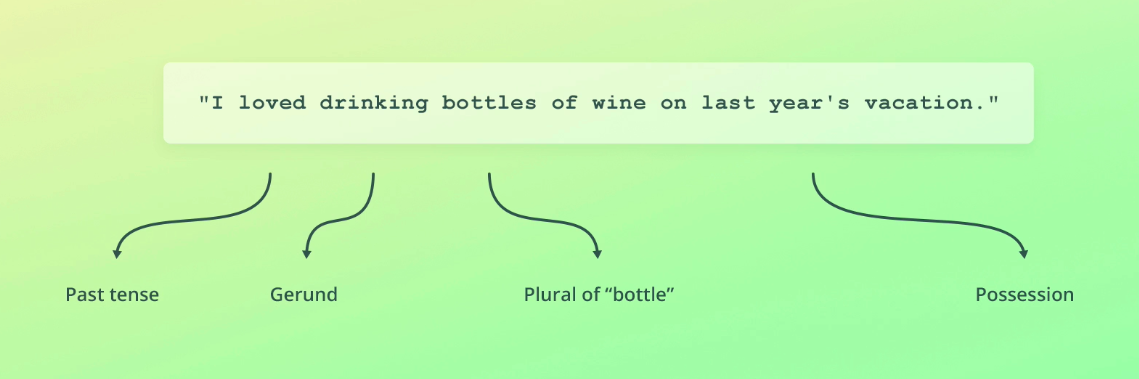 "I loved drinking bottles of wine on last year's vacation."
Past tense
Gerund
Plural of “bottle”
Possession